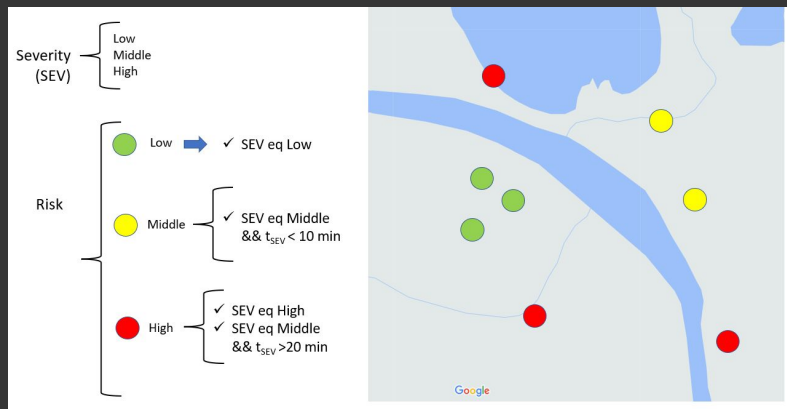 Severity
(SEV)
Low
Middle
High
Risk
Low
✓ SEV eq Low
Middle
✓ SEV eq Middle
&& tSEV < 10 min
High
✓ SEV eq High
✓ SEV eq Middle
&& tSEV >20 min
Google